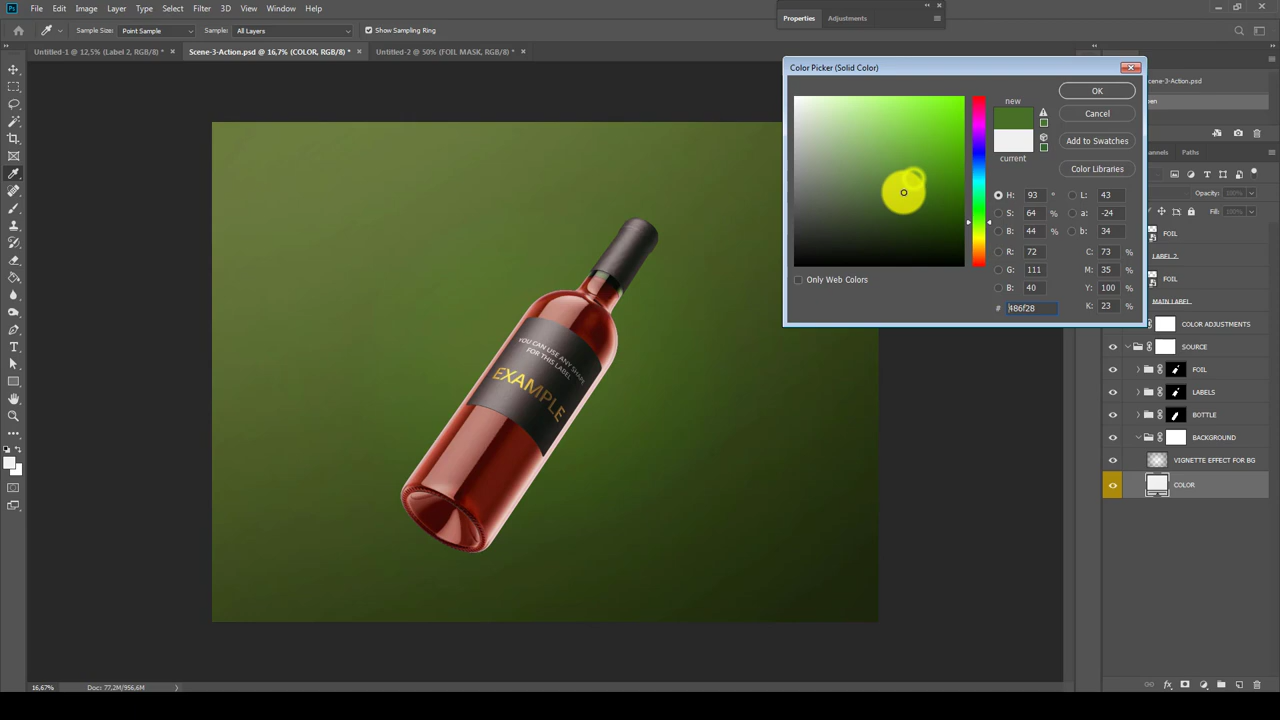 Ps File Edit Image Layer Type Select Filter 3D View Window Help
Properties Adjustments
Sample Size: Point Sample Sample: All Layers Show Sampling Ring
Untitled-1 @ 12,5% (Label 2, RGB/8) * × Scene-3-Action.psd @ 16,7% (COLOR, RGB/8) * × Untitled-2 @ 50% (FOIL MASK, RGB/8) * ×
Color Picker (Solid Color)
new
current
OK
Cancel
Add to Swatches
Color Libraries
H: 93 ° L: 43
S: 64 % a: -24
B: 44 % b: 34
R: 72 C: 73 %
G: 111 M: 35 %
B: 40 Y: 100 %
# 486f28 K: 23 %
Only Web Colors
Scene-3-Action.psd
Paths
Opacity: 100%
Fill: 100%
FOIL
LABEL 2
FOIL
MAIN LABEL
COLOR ADJUSTMENTS
SOURCE
FOIL
LABELS
BOTTLE
BACKGROUND
VIGNETTE EFFECT FOR BG
COLOR
YOU CAN USE ANY SHAPE
FOR THIS LABEL
EXAMPLE
16,67% Doc: 77,2M/956,6M